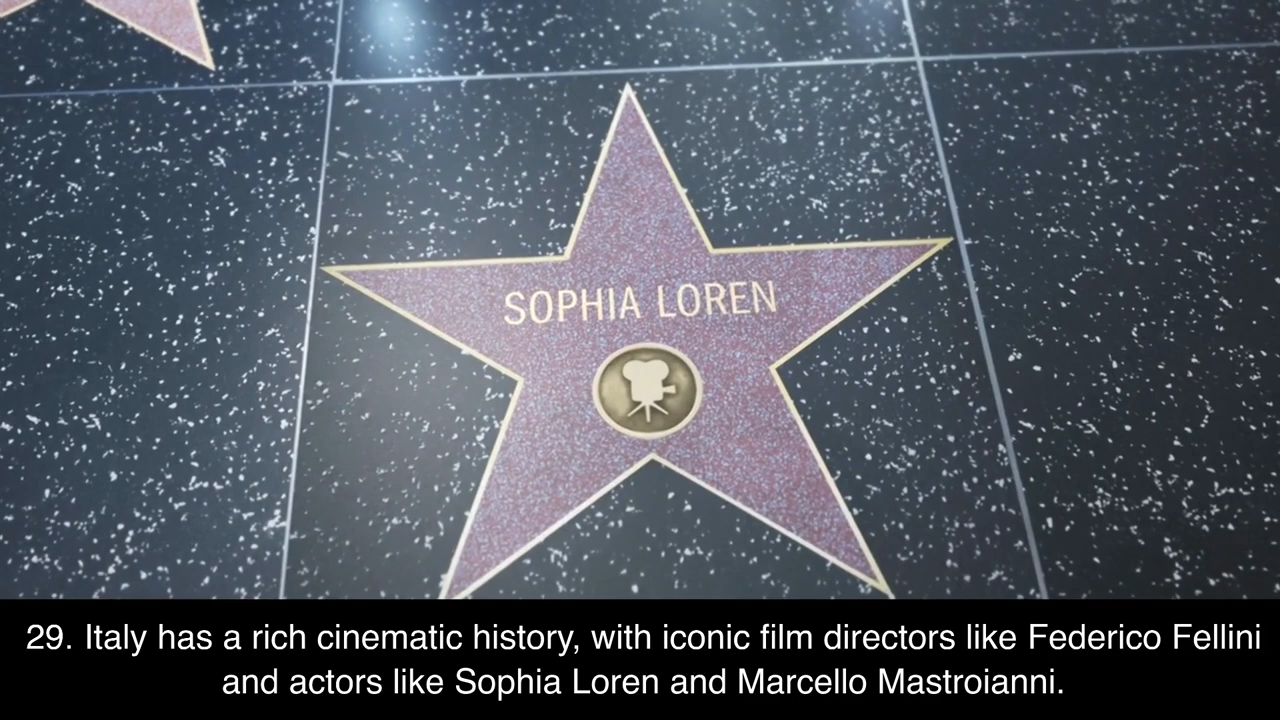 SOPHIA LOREN
29. Italy has a rich cinematic history, with iconic film directors like Federico Fellini
and actors like Sophia Loren and Marcello Mastroianni.